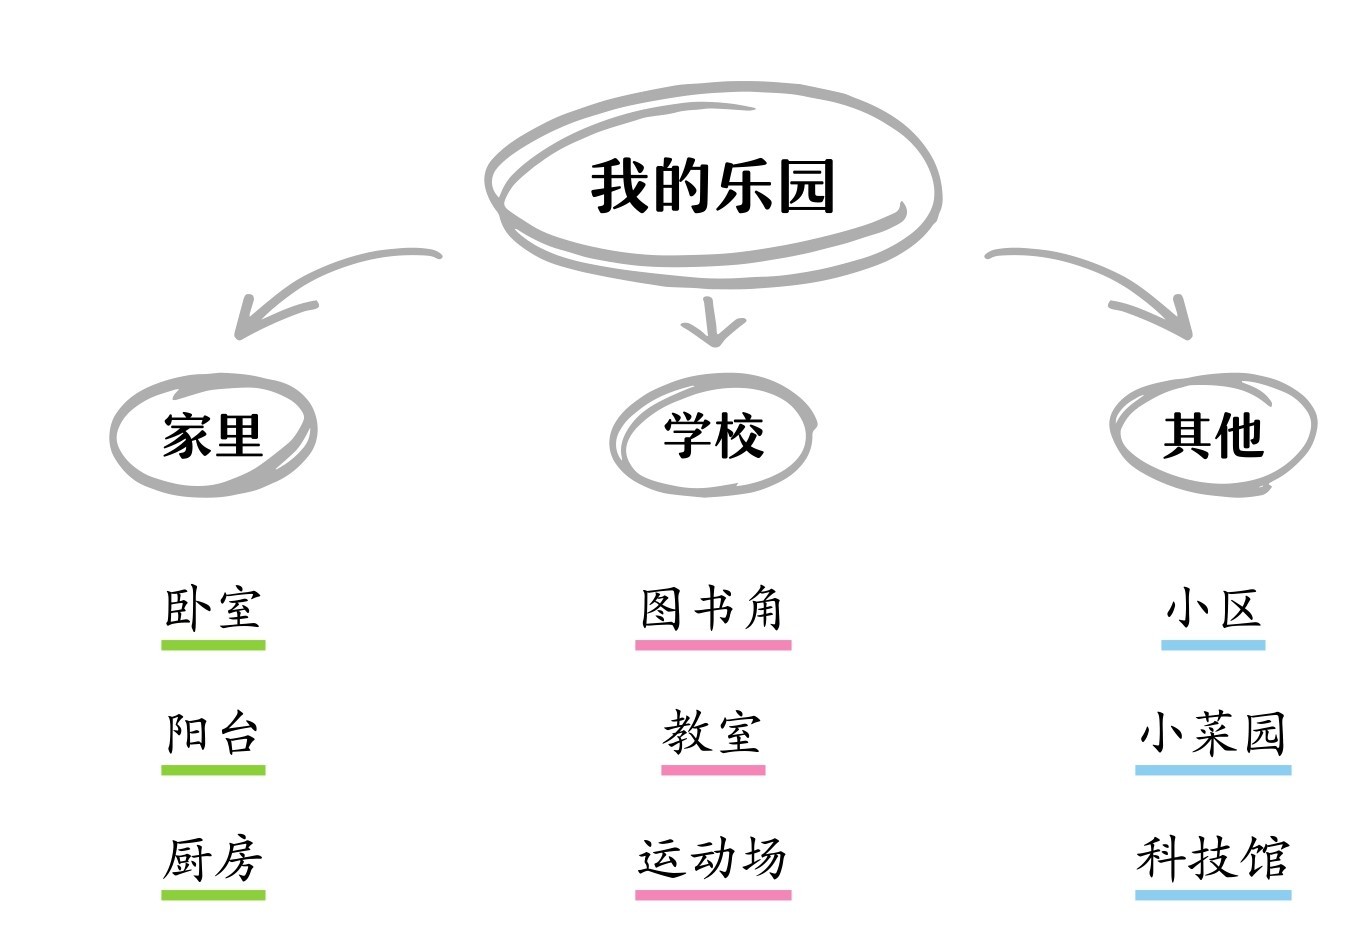 我的乐园
家里
学校
其他
卧室
图书角
小区
阳台
教室
小菜园
厨房
运动场
科技馆